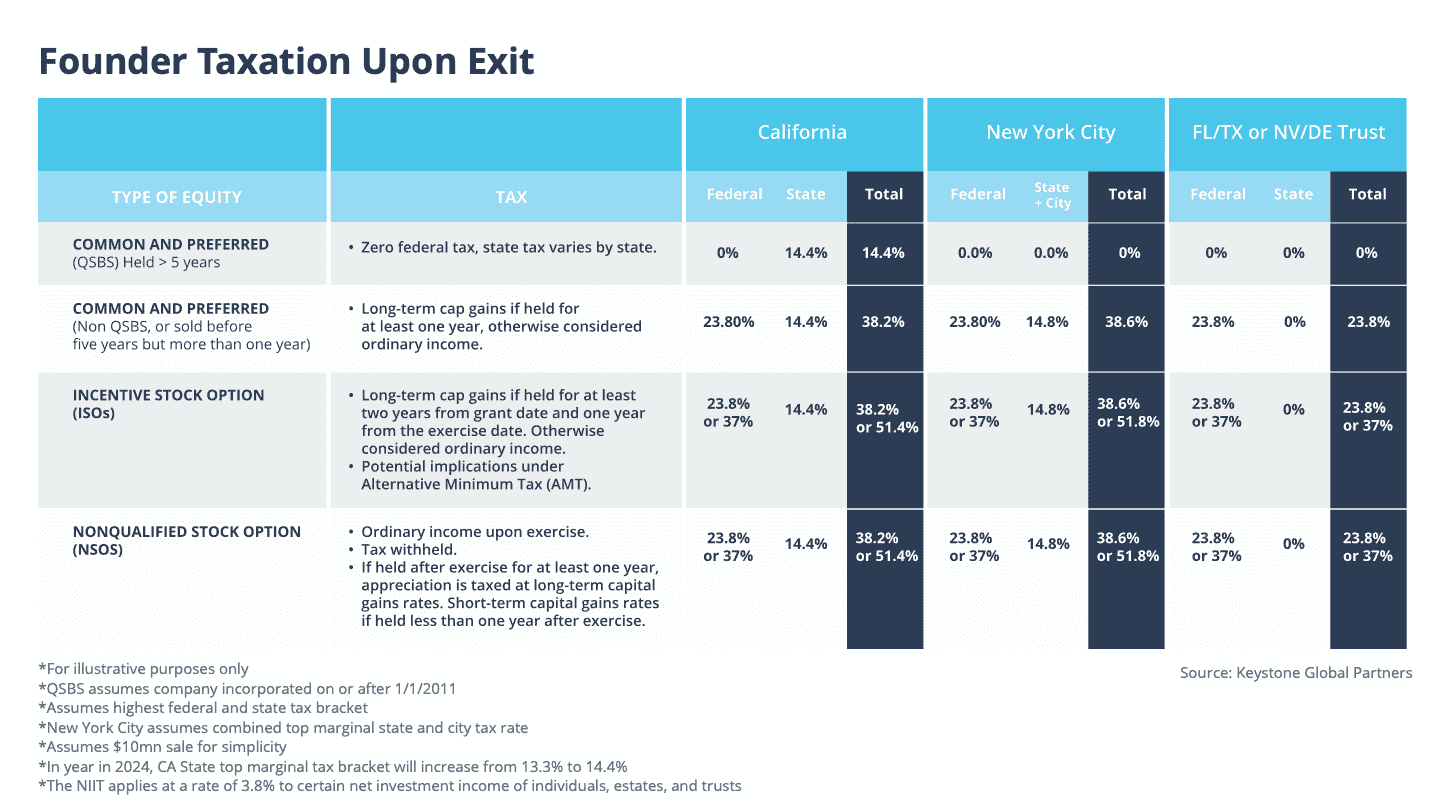 Founder Taxation Upon Exit
California
New York City
FL/TX or NV/DE Trust
TYPE OF EQUITY
TAX
Federal
State
Total
Federal
State
+ City
Total
Federal
State
Total
COMMON AND PREFERRED
(QSBS) Held > 5 years
• Zero federal tax, state tax varies by state.
0%
14.4%
14.4%
0.0%
0.0%
0%
0%
0%
0%
COMMON AND PREFERRED
(Non QSBS, or sold before
five years but more than one year)
• Long-term cap gains if held for
at least one year, otherwise considered
ordinary income.
23.80%
14.4%
38.2%
23.80%
14.8%
38.6%
23.8%
0%
23.8%
INCENTIVE STOCK OPTION
(ISOs)
• Long-term cap gains if held for at least
two years from grant date and one year
from the exercise date. Otherwise
considered ordinary income.
• Potential implications under
Alternative Minimum Tax (AMT).
23.8%
or 37%
14.4%
38.2%
or 51.4%
23.8%
or 37%
14.8%
38.6%
or 51.8%
23.8%
or 37%
0%
23.8%
or 37%
NONQUALIFIED STOCK OPTION
(NSOS)
• Ordinary income upon exercise.
• Tax withheld.
• If held after exercise for at least one year,
appreciation is taxed at long-term capital
gains rates. Short-term capital gains rates
if held less than one year after exercise.
23.8%
or 37%
14.4%
38.2%
or 51.4%
23.8%
or 37%
14.8%
38.6%
or 51.8%
23.8%
or 37%
0%
23.8%
or 37%
*For illustrative purposes only
*QSBS assumes company incorporated on or after 1/1/2011
*Assumes highest federal and state tax bracket
*New York City assumes combined top marginal state and city tax rate
*Assumes $10mn sale for simplicity
*In year in 2024, CA State top marginal tax bracket will increase from 13.3% to 14.4%
*The NIIT applies at a rate of 3.8% to certain net investment income of individuals, estates, and trusts
Source: Keystone Global Partners